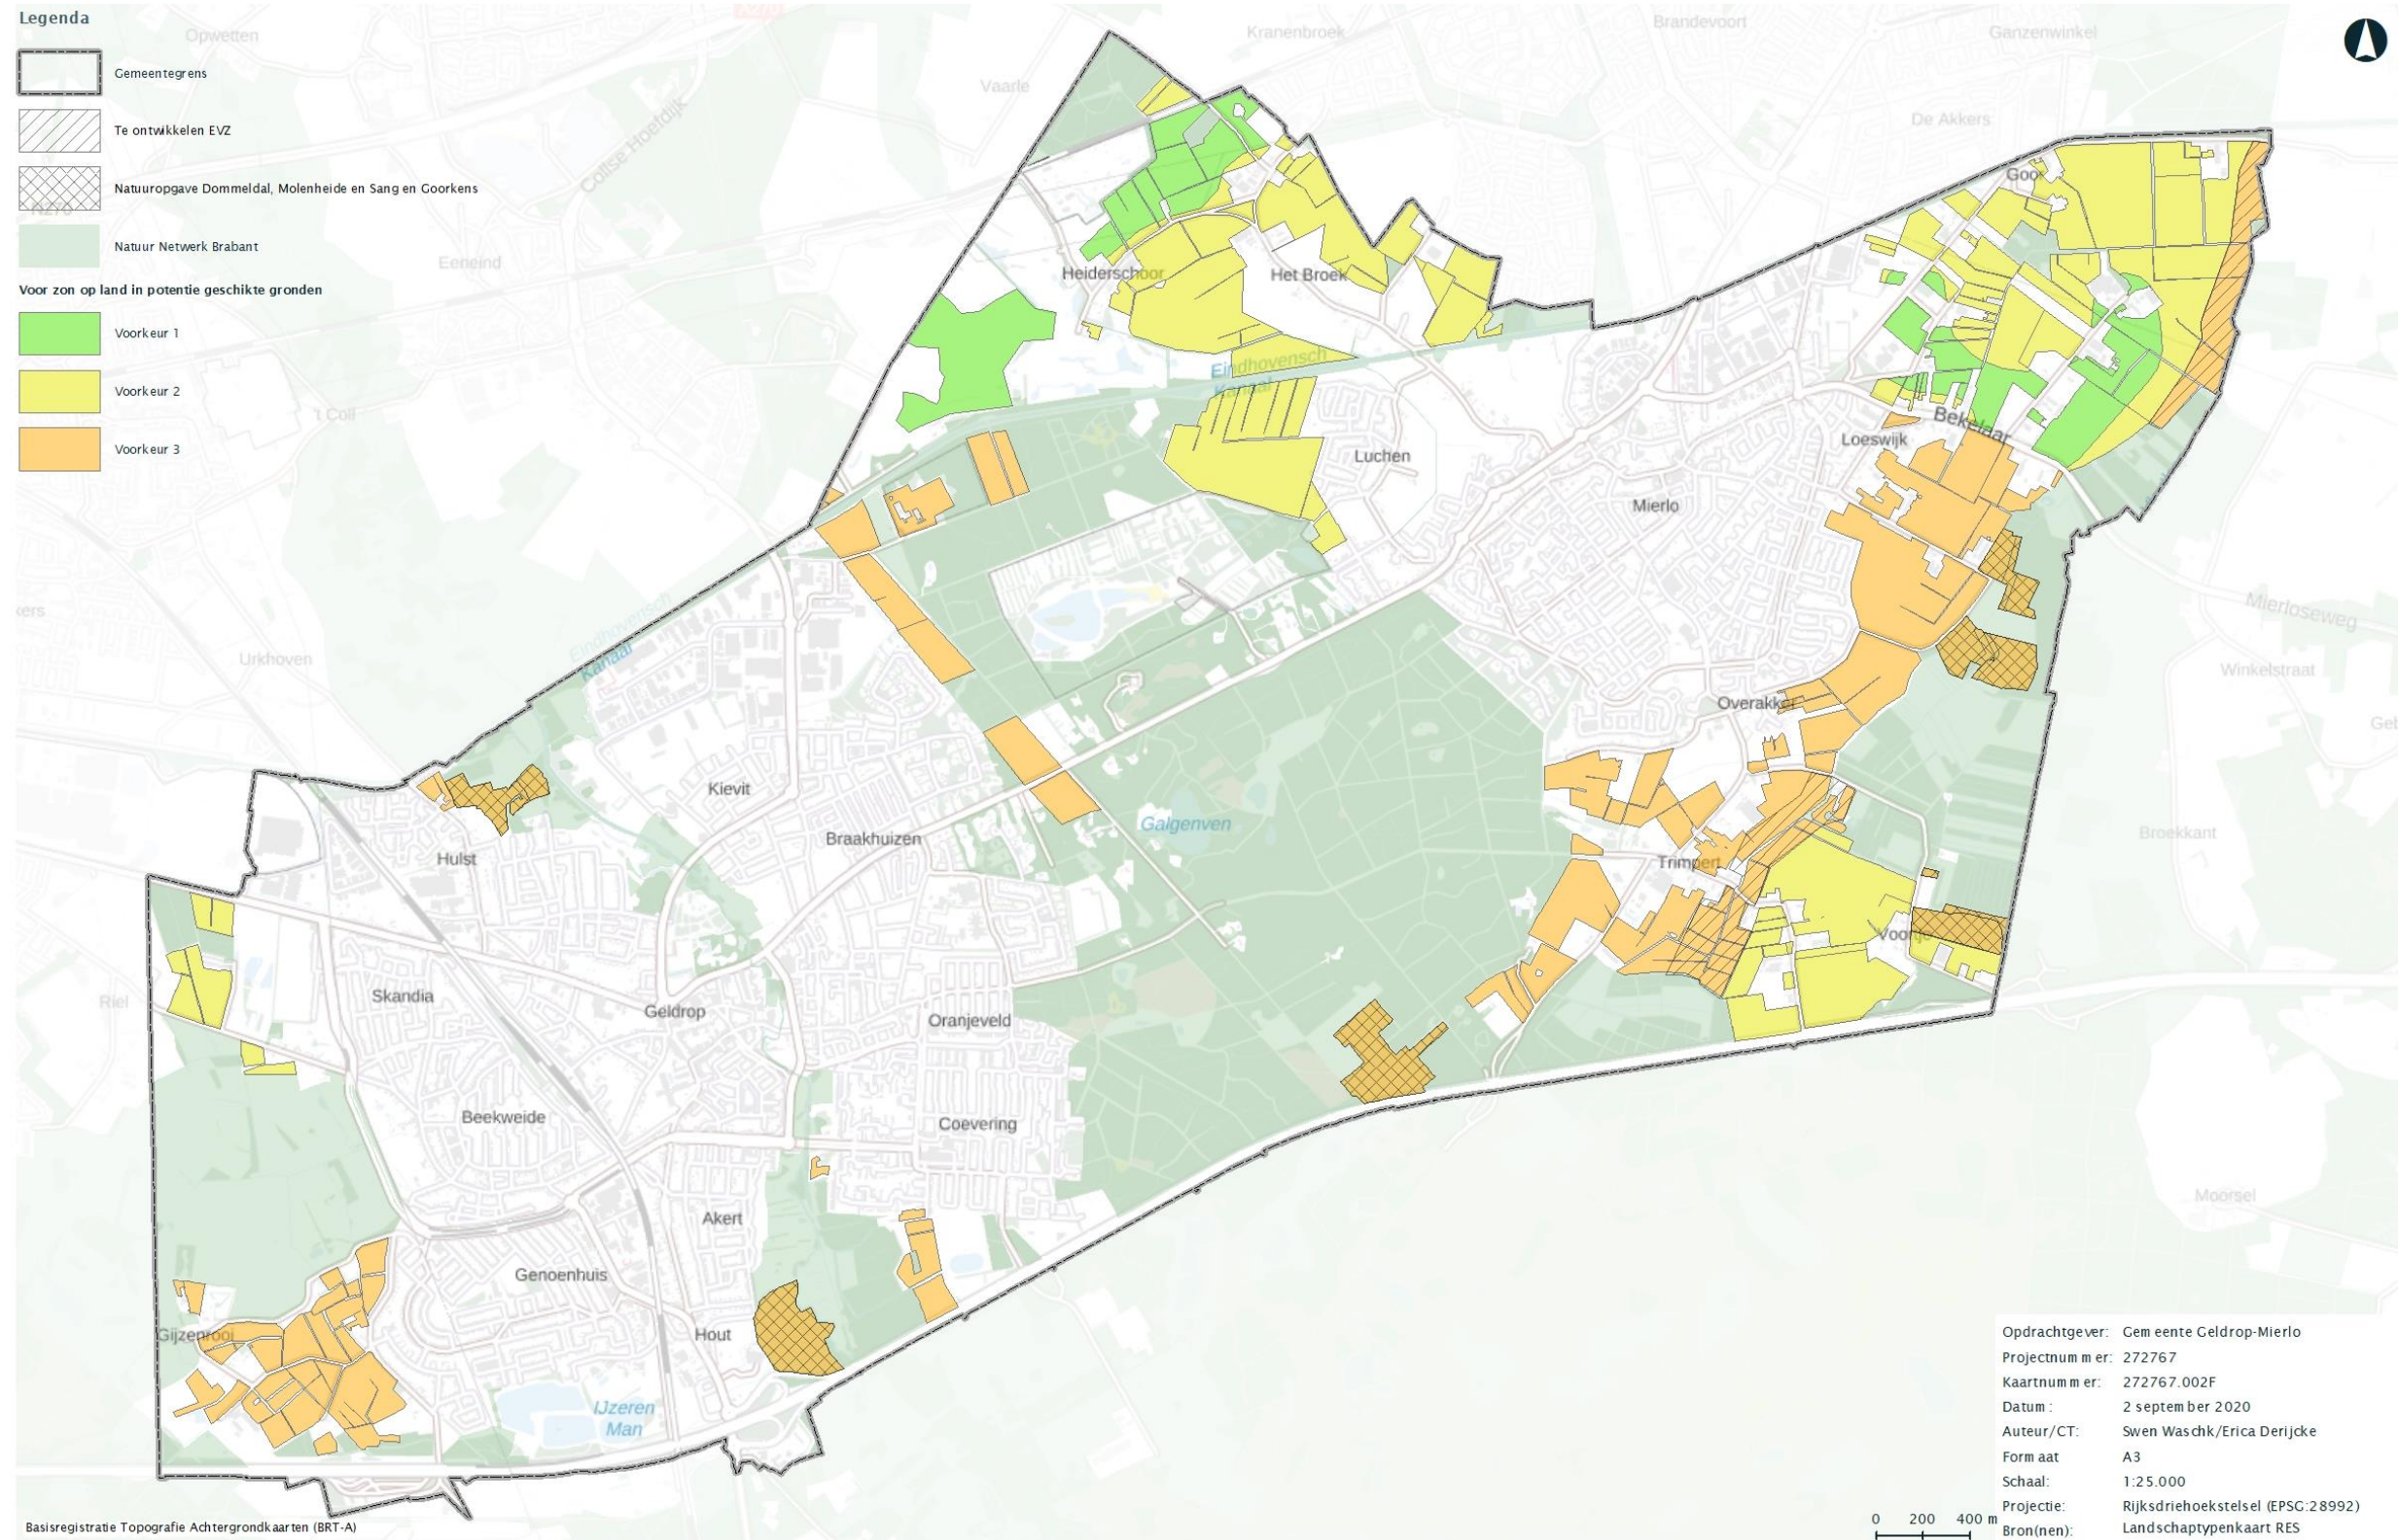 Legenda
Gemeentegrens
Te ontwikkelen EVZ
Natuuropgave Dommeldal, Molenheide en Sang en Goorkens
Natuur Netwerk Brabant
Voor zon op land in potentie geschikte gronden
Voorkeur 1
Voorkeur 2
Voorkeur 3
Opwetten
Vaarle
Kranenbroek
Brandevoort
Ganzenwinkel
De Akkers
Collse Hoefdijk
Eeneind
't Coll
Urkhoven
Riel
Goor
Heiderschoor
Het Broek
Eindhovensch
Kanaal
Luchen
Mierlo
Loeswijk
Bekelaar
Mierloseweg
Winkelstraat
Broekkant
Moorsel
Eindhovensch
Kanaal
Overakker
Kievit
Braakhuizen
Galgenven
Hulst
Trimpert
Skandia
Geldrop
Oranjeveld
Beekweide
Coevering
Akert
Genoenhuis
Gijzenrooi
Hout
IJzeren
Man
Opdrachtgever: Gemeente Geldrop-Mierlo
Projectnummer: 272767
Kaartnummer: 272767.002F
Datum: 2 september 2020
Auteur/CT: Swen Waschk/Erica Derijcke
Formaat A3
Schaal: 1:25.000
Projectie: Rijksdriehoekstelsel (EPSG:28992)
Bron(nen): Landschaptypenkaart RES
0 200 400 m
Basisregistratie Topografie Achtergrondkaarten (BRT-A)